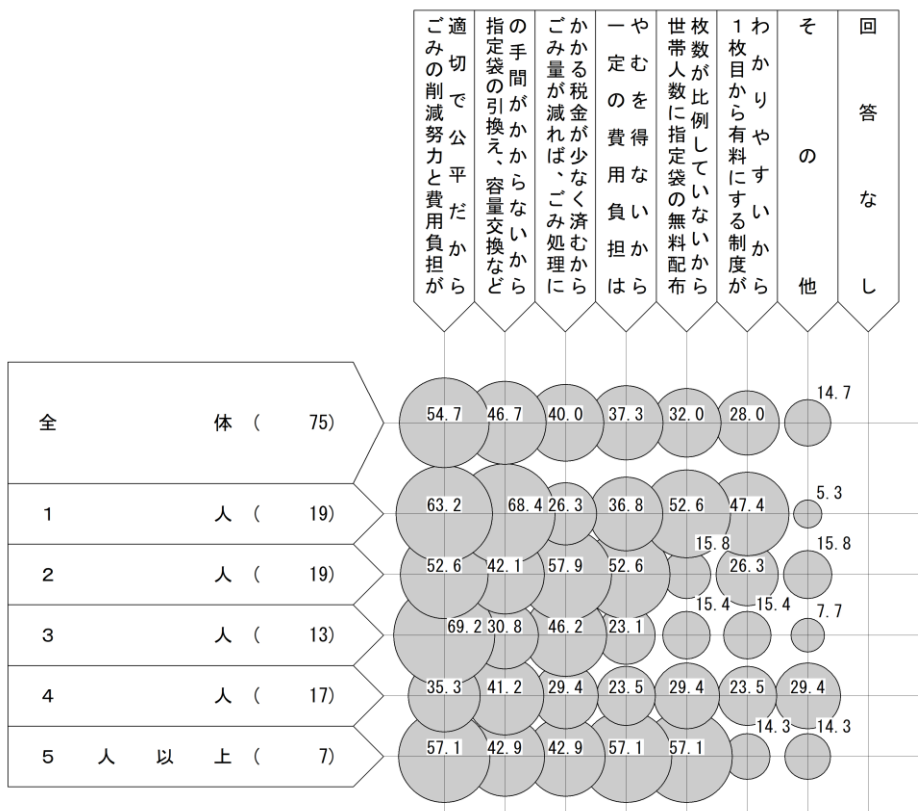 ごみの削減努力と費用負担が
適切で公平だから
指定袋の引換え、容量交換など
の手間がかからないから
ごみ量が減れば、ごみ処理に
かかる税金が少なく済むから
一定の費用負担は
やむを得ないから
世帯人数に指定袋の無料配布
枚数が比例していないから
1枚目から有料にする制度が
わかりやすいから
その他
回答なし
全体 ( 75) 54.7 46.7 40.0 37.3 32.0 28.0 14.7
1人 ( 19) 63.2 68.4 26.3 36.8 52.6 47.4 5.3
2人 ( 19) 52.6 42.1 57.9 52.6 15.8 26.3 15.8
3人 ( 13) 69.2 30.8 46.2 23.1 15.4 15.4 7.7
4人 ( 17) 35.3 41.2 29.4 23.5 29.4 23.5 29.4
5人以上 ( 7) 57.1 42.9 42.9 57.1 57.1 14.3 14.3